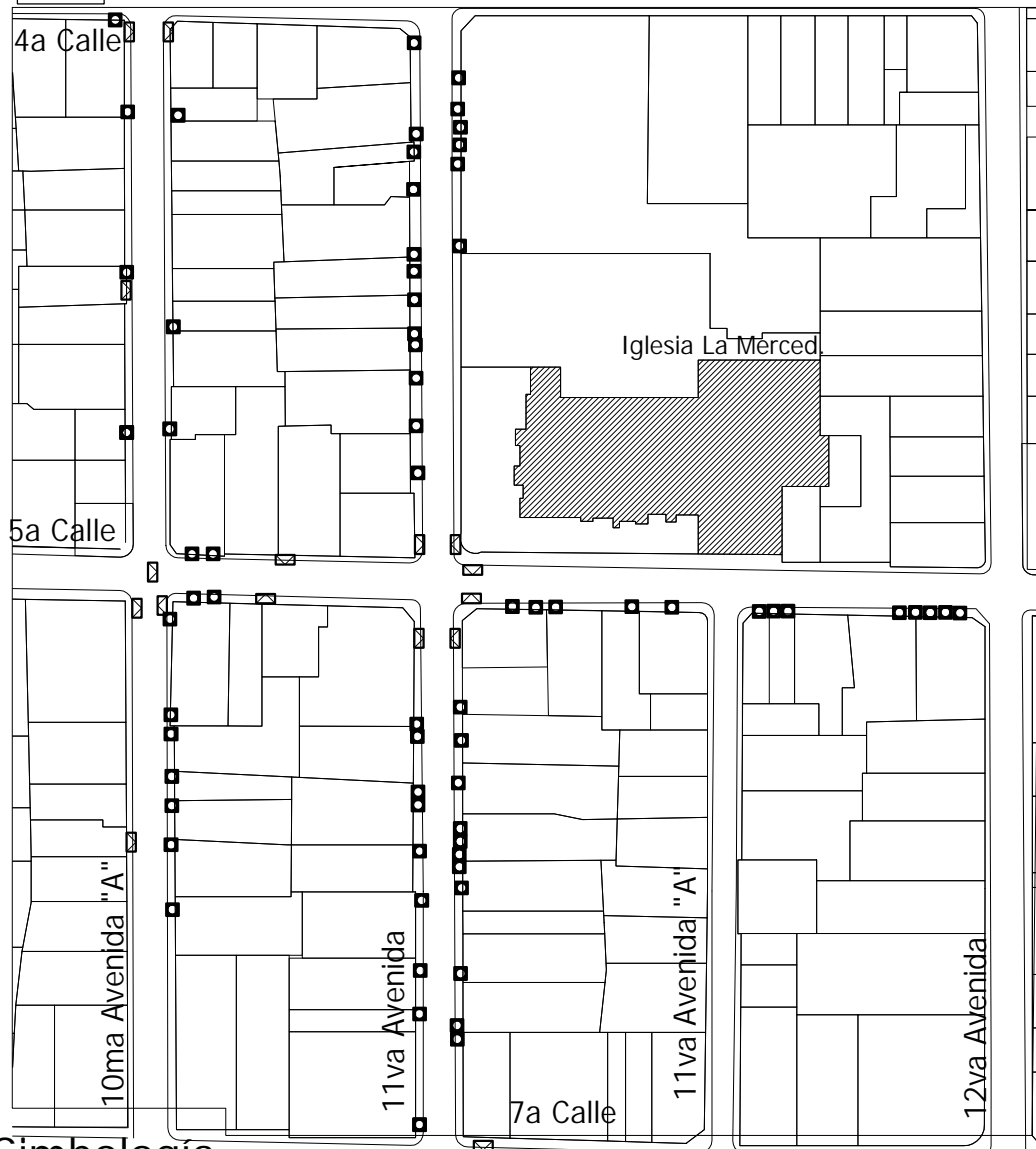 4a Calle
Iglesia La Merced.
5a Calle
10ma Avenida "A"
11va Avenida
11va Avenida "A"
12va Avenida
7a Calle
Simbología